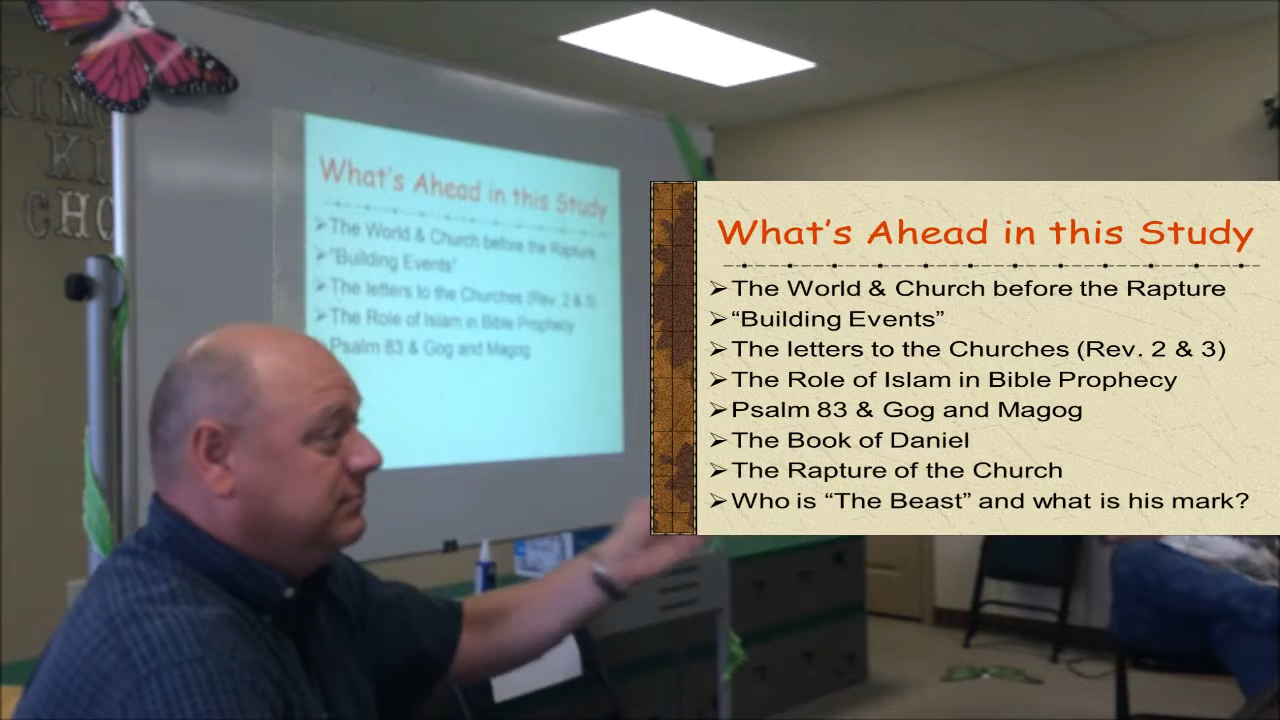 KING
KI
CHO
What's Ahead in this Study
The World & Church before the Rapture
"Building Events"
The letters to the Churches (Rev. 2 & 3)
The Role of Islam in Bible Prophecy
Psalm 83 & Gog and Magog
What's Ahead in this Study
The World & Church before the Rapture
“Building Events”
The letters to the Churches (Rev. 2 & 3)
The Role of Islam in Bible Prophecy
Psalm 83 & Gog and Magog
The Book of Daniel
The Rapture of the Church
Who is “The Beast” and what is his mark?